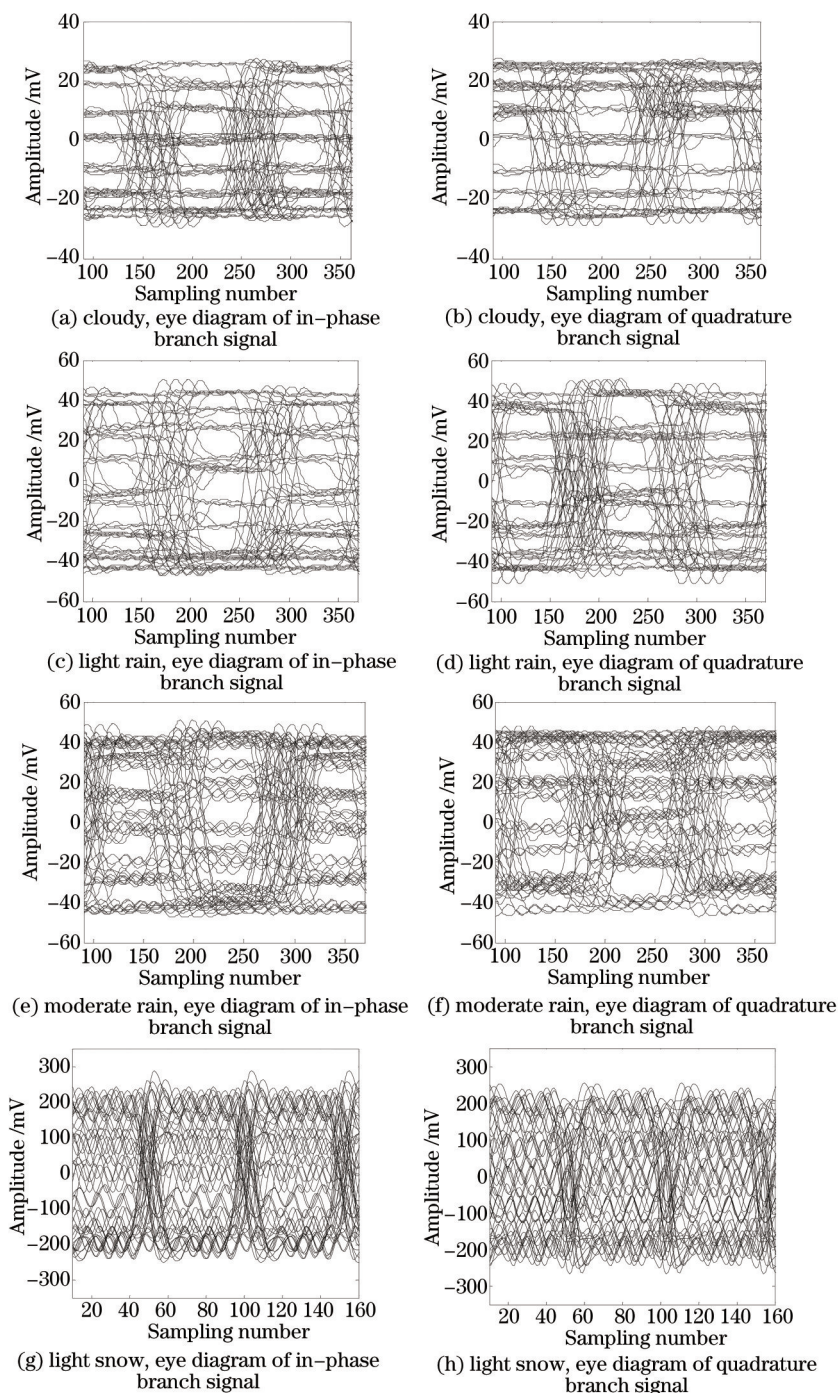 40
20
0
−20
−40
Amplitude /mV
100 150 200 250 300 350
Sampling number
(a) cloudy, eye diagram of in−phase
branch signal
40
20
0
−20
−40
Amplitude /mV
100 150 200 250 300 350
Sampling number
(b) cloudy, eye diagram of quadrature
branch signal
60
40
20
0
−20
−40
−60
Amplitude /mV
100 150 200 250 300 350
Sampling number
(c) light rain, eye diagram of in−phase
branch signal
60
40
20
0
−20
−40
−60
Amplitude /mV
100 150 200 250 300 350
Sampling number
(d) light rain, eye diagram of quadrature
branch signal
60
40
20
0
−20
−40
−60
Amplitude /mV
100 150 200 250 300 350
Sampling number
(e) moderate rain, eye diagram of in−phase
branch signal
60
40
20
0
−20
−40
−60
Amplitude /mV
100 150 200 250 300 350
Sampling number
(f) moderate rain, eye diagram of quadrature
branch signal
300
200
100
0
−100
−200
−300
Amplitude /mV
20 40 60 80 100 120 140 160
Sampling number
(g) light snow, eye diagram of in−phase
branch signal
300
200
100
0
−100
−200
−300
Amplitude /mV
20 40 60 80 100 120 140 160
Sampling number
(h) light snow, eye diagram of quadrature
branch signal